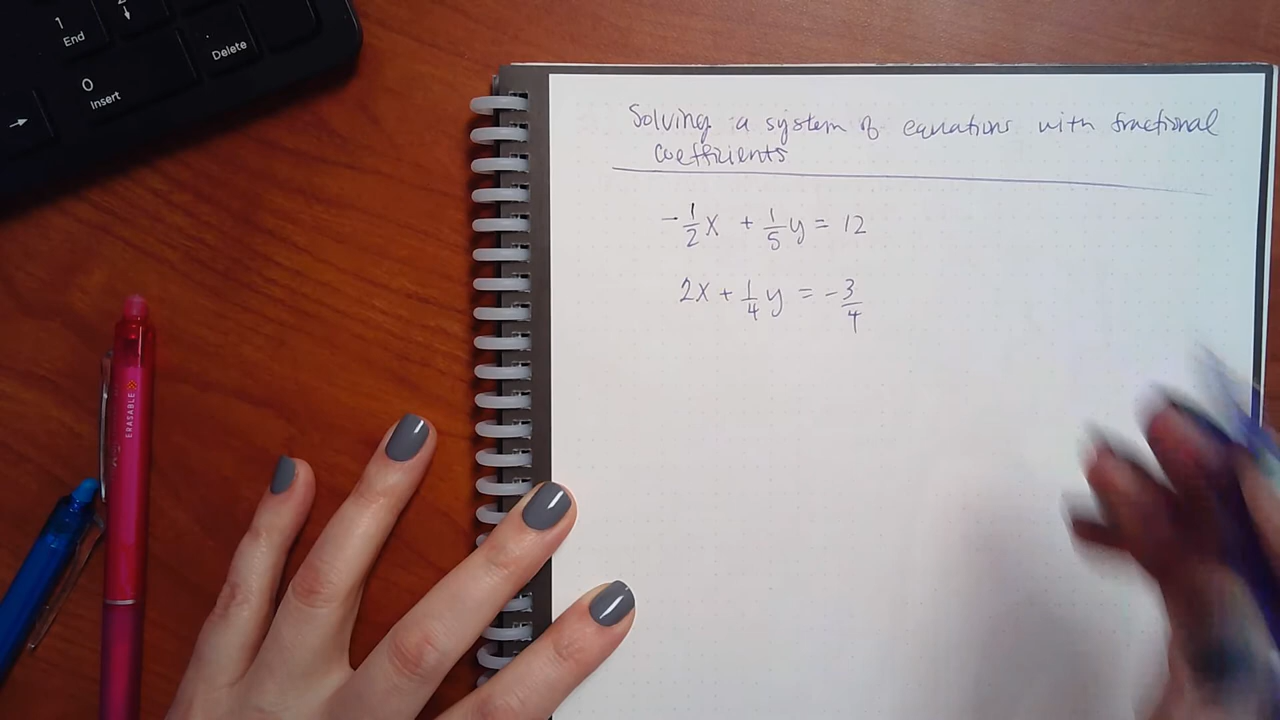 1
End
2
↓
Delete
0
Insert
→
ERASABLE
Solving a system of equations with fractional
coefficients
-1/2 x + 1/5 y = 12
2x + 1/4 y = -3/4